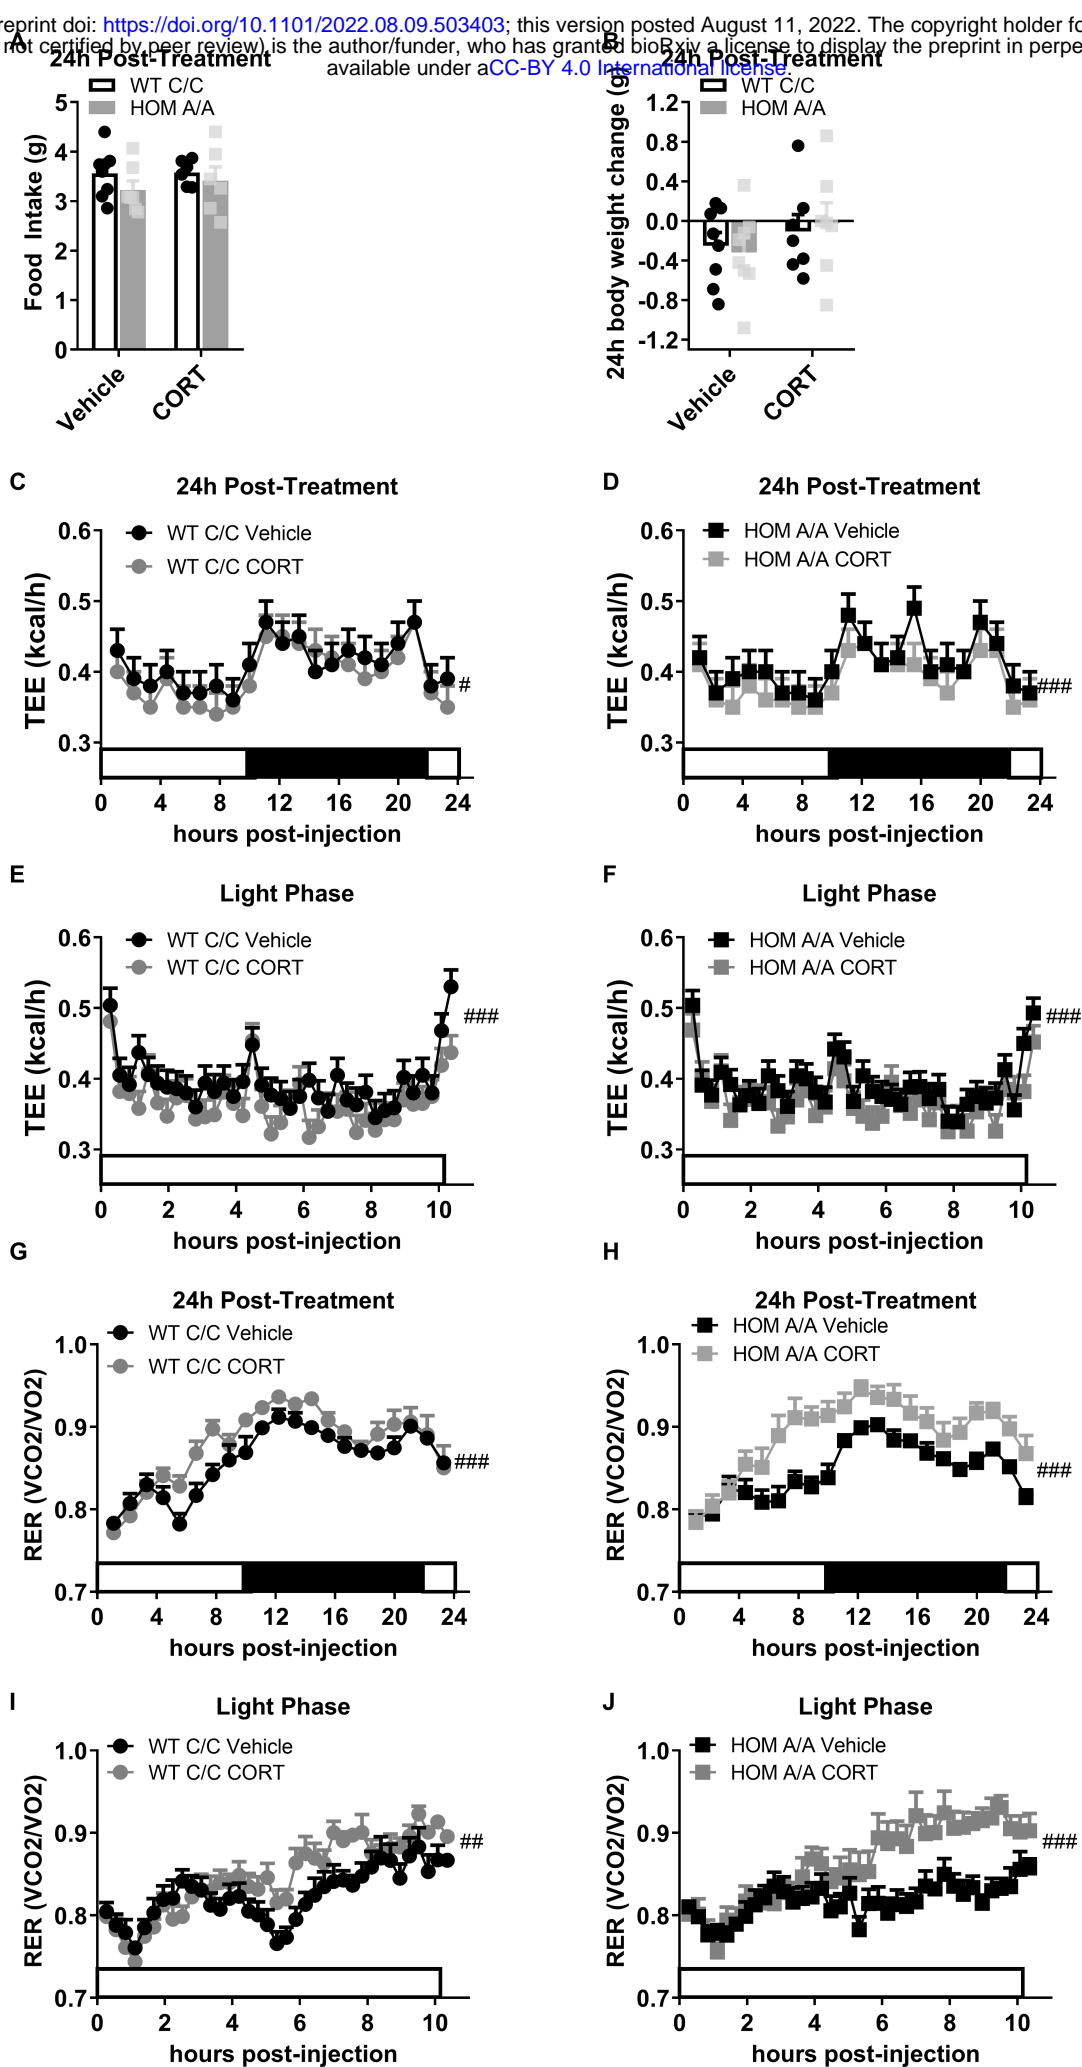 reprint doi: https://doi.org/10.1101/2022.08.09.503403; this version posted August 11, 2022. The copyright holder fo
not certified by peer review) is the author/funder, who has granted bioRxiv a license to display the preprint in perpe
available under aCC-BY 4.0 International license.
A
24h Post-Treatment
WT C/C
HOM A/A
Food Intake (g)
5
4
3
2
1
0
Vehicle
CORT
B
24h Post-Treatment
WT C/C
HOM A/A
24h body weight change (g)
1.2
0.8
0.4
0.0
-0.4
-0.8
-1.2
Vehicle
CORT
C
24h Post-Treatment
WT C/C Vehicle
WT C/C CORT
TEE (kcal/h)
0.6
0.5
0.4
0.3
#
0 4 8 12 16 20 24
hours post-injection
D
24h Post-Treatment
HOM A/A Vehicle
HOM A/A CORT
TEE (kcal/h)
0.6
0.5
0.4
0.3
###
0 4 8 12 16 20 24
hours post-injection
E
Light Phase
WT C/C Vehicle
WT C/C CORT
TEE (kcal/h)
0.6
0.5
0.4
0.3
###
0 2 4 6 8 10
hours post-injection
F
Light Phase
HOM A/A Vehicle
HOM A/A CORT
TEE (kcal/h)
0.6
0.5
0.4
0.3
###
0 2 4 6 8 10
hours post-injection
G
24h Post-Treatment
WT C/C Vehicle
WT C/C CORT
RER (VCO2/VO2)
1.0
0.9
0.8
0.7
###
0 4 8 12 16 20 24
hours post-injection
H
24h Post-Treatment
HOM A/A Vehicle
HOM A/A CORT
RER (VCO2/VO2)
1.0
0.9
0.8
0.7
###
0 4 8 12 16 20 24
hours post-injection
I
Light Phase
WT C/C Vehicle
WT C/C CORT
RER (VCO2/VO2)
1.0
0.9
0.8
0.7
##
0 2 4 6 8 10
hours post-injection
J
Light Phase
HOM A/A Vehicle
HOM A/A CORT
RER (VCO2/VO2)
1.0
0.9
0.8
0.7
###
0 2 4 6 8 10
hours post-injection